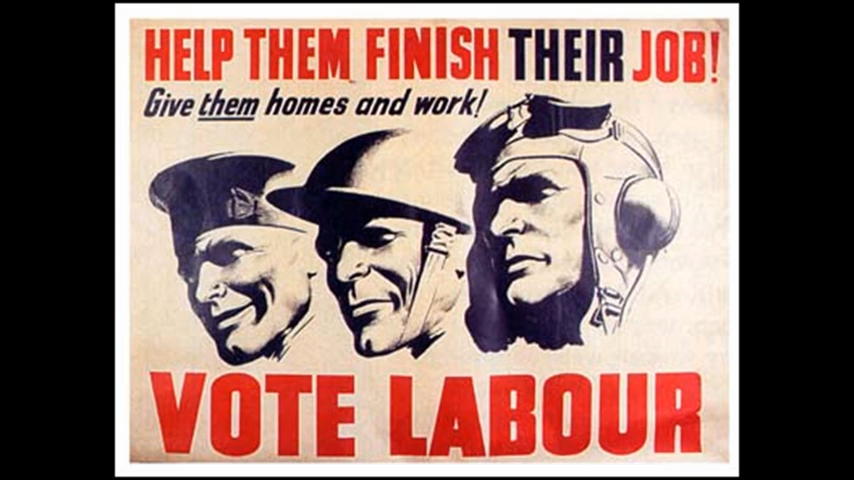 HELP THEM FINISH THEIR JOB!
Give them homes and work!
VOTE LABOUR